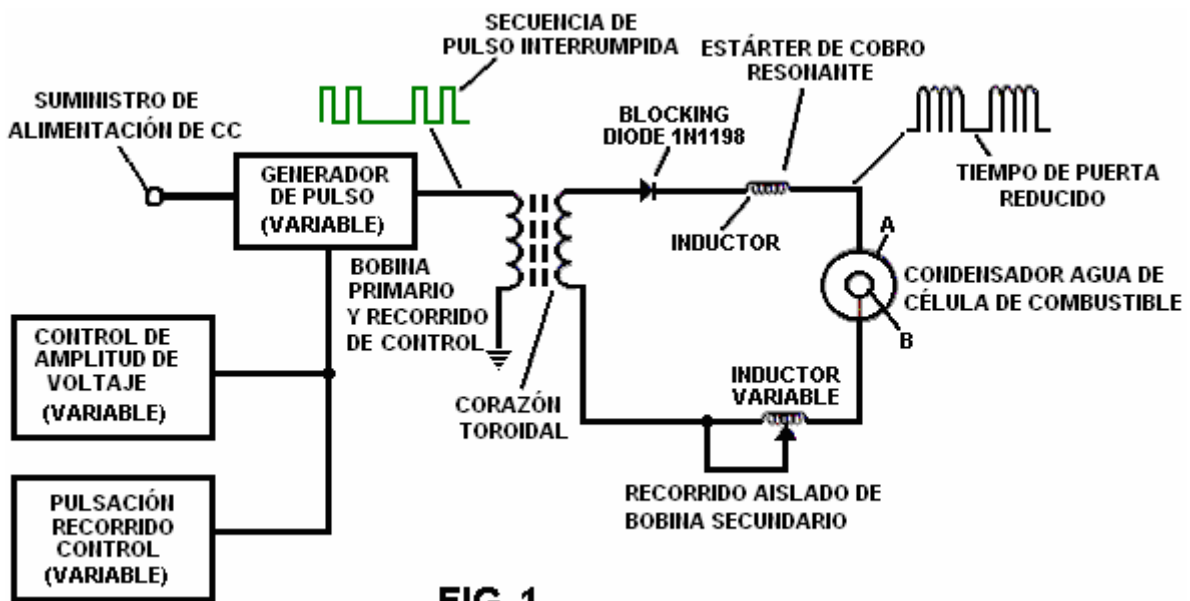 SECUENCIA DE
PULSO INTERRUMPIDA
ESTÁRTER DE COBRO
RESONANTE
SUMINISTRO DE
ALIMENTACIÓN DE CC
BLOCKING
DIODE 1N1198
TIEMPO DE PUERTA
REDUCIDO
GENERADOR
DE PULSO
(VARIABLE)
INDUCTOR
A
CONDENSADOR AGUA DE
CÉLULA DE COMBUSTIBLE
B
BOBINA
PRIMARIO
Y RECORRIDO
DE CONTROL
CONTROL DE
AMPLITUD DE
VOLTAJE
(VARIABLE)
INDUCTOR
VARIABLE
CORAZÓN
TOROIDAL
RECORRIDO AISLADO DE
BOBINA SECUNDARIO
PULSACIÓN
RECORRIDO
CONTROL
(VARIABLE)
FIG. 1